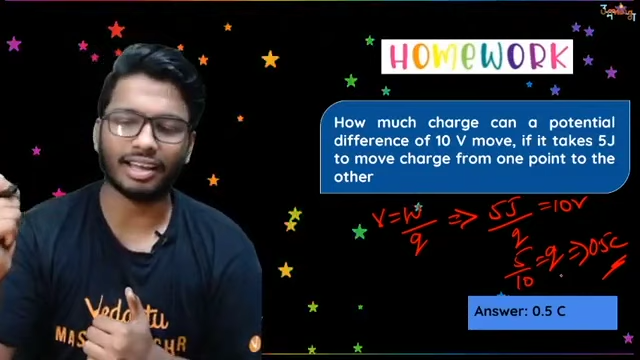 HOMEWORK
How much charge can a potential
difference of 10 V move, if it takes 5J
to move charge from one point to the
other
V = W/q => 5J/q = 10V
5/10 = q => 0.5C
Answer: 0.5 C
Vedantu